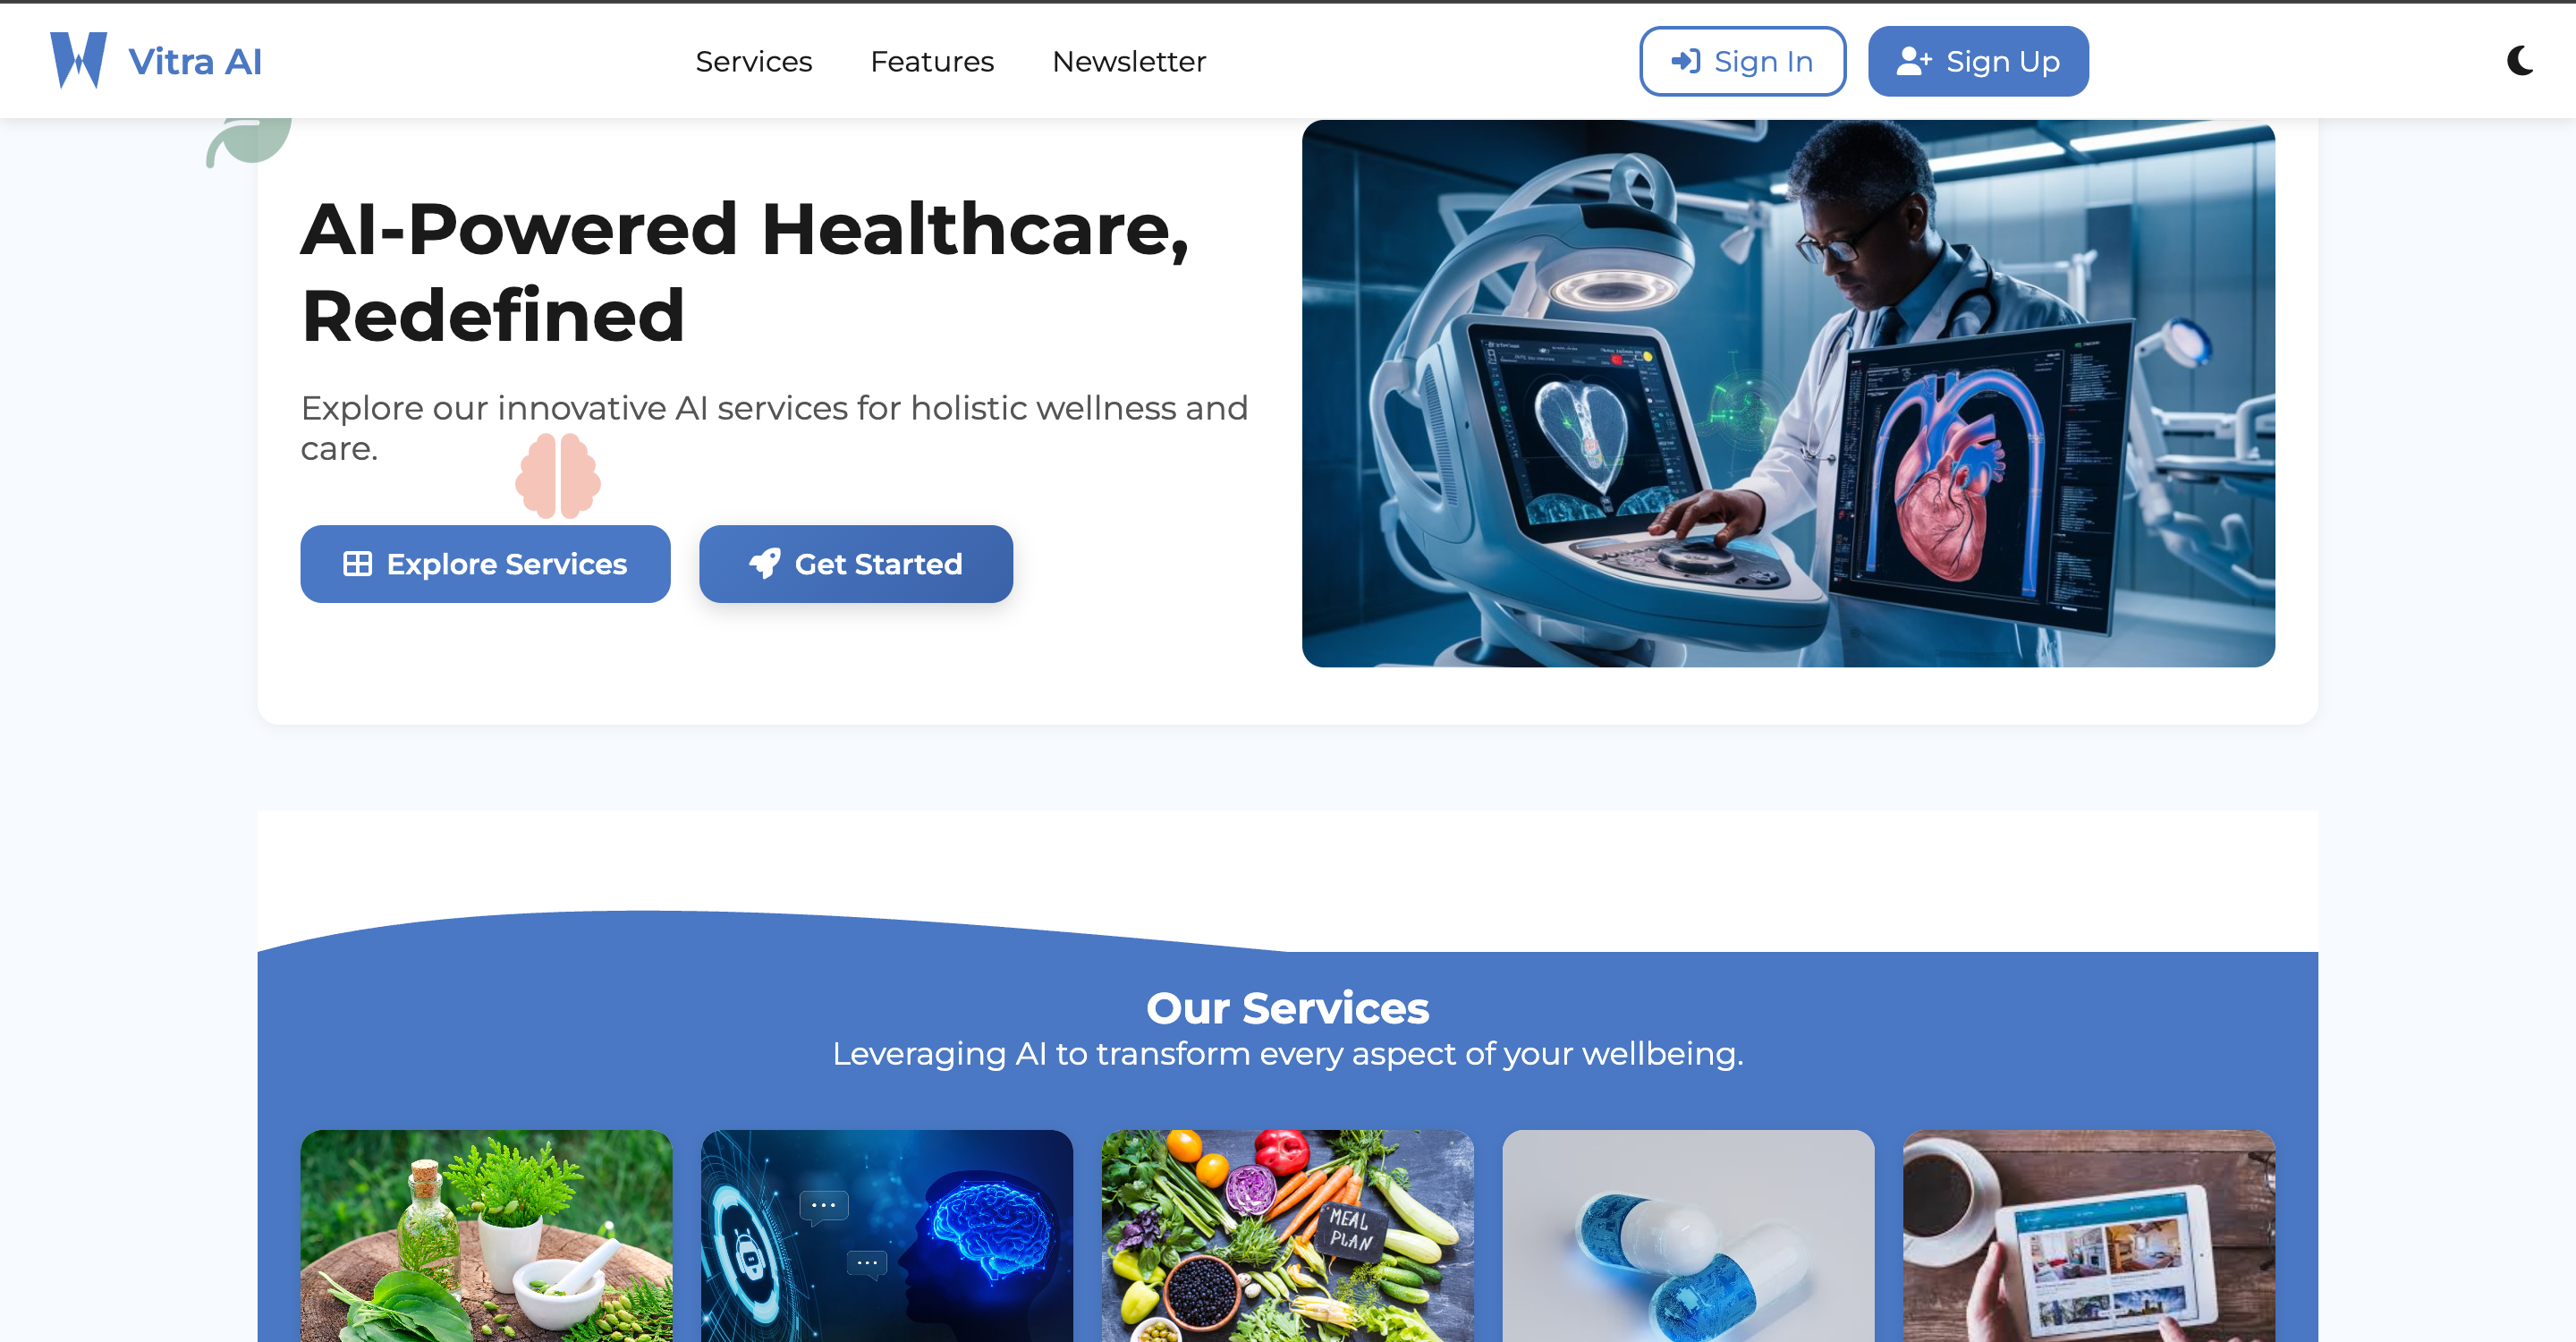 Vitra AI
Services
Features
Newsletter
Sign In
Sign Up
AI-Powered Healthcare,
Redefined
Explore our innovative AI services for holistic wellness and
care.
Explore Services
Get Started
Our Services
Leveraging AI to transform every aspect of your wellbeing.
MEAL
PLAN